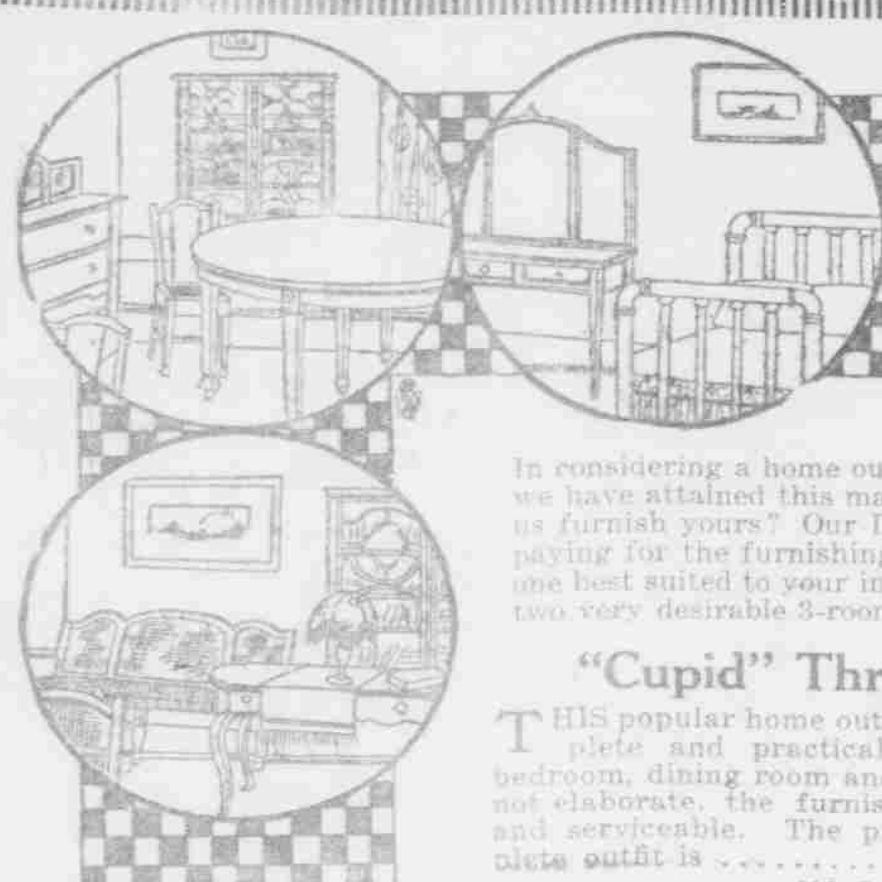 In considering a home ou
we have attained this ma
us furnish yours? Our
paying for the furnishing
one best suited to your in
two very desirable 3-room
"Cupid" Thr
THIS popular home out
plete and practical
bedroom, dining room and
not elaborate, the furnis
and serviceable. The p
plete outfit is ..........